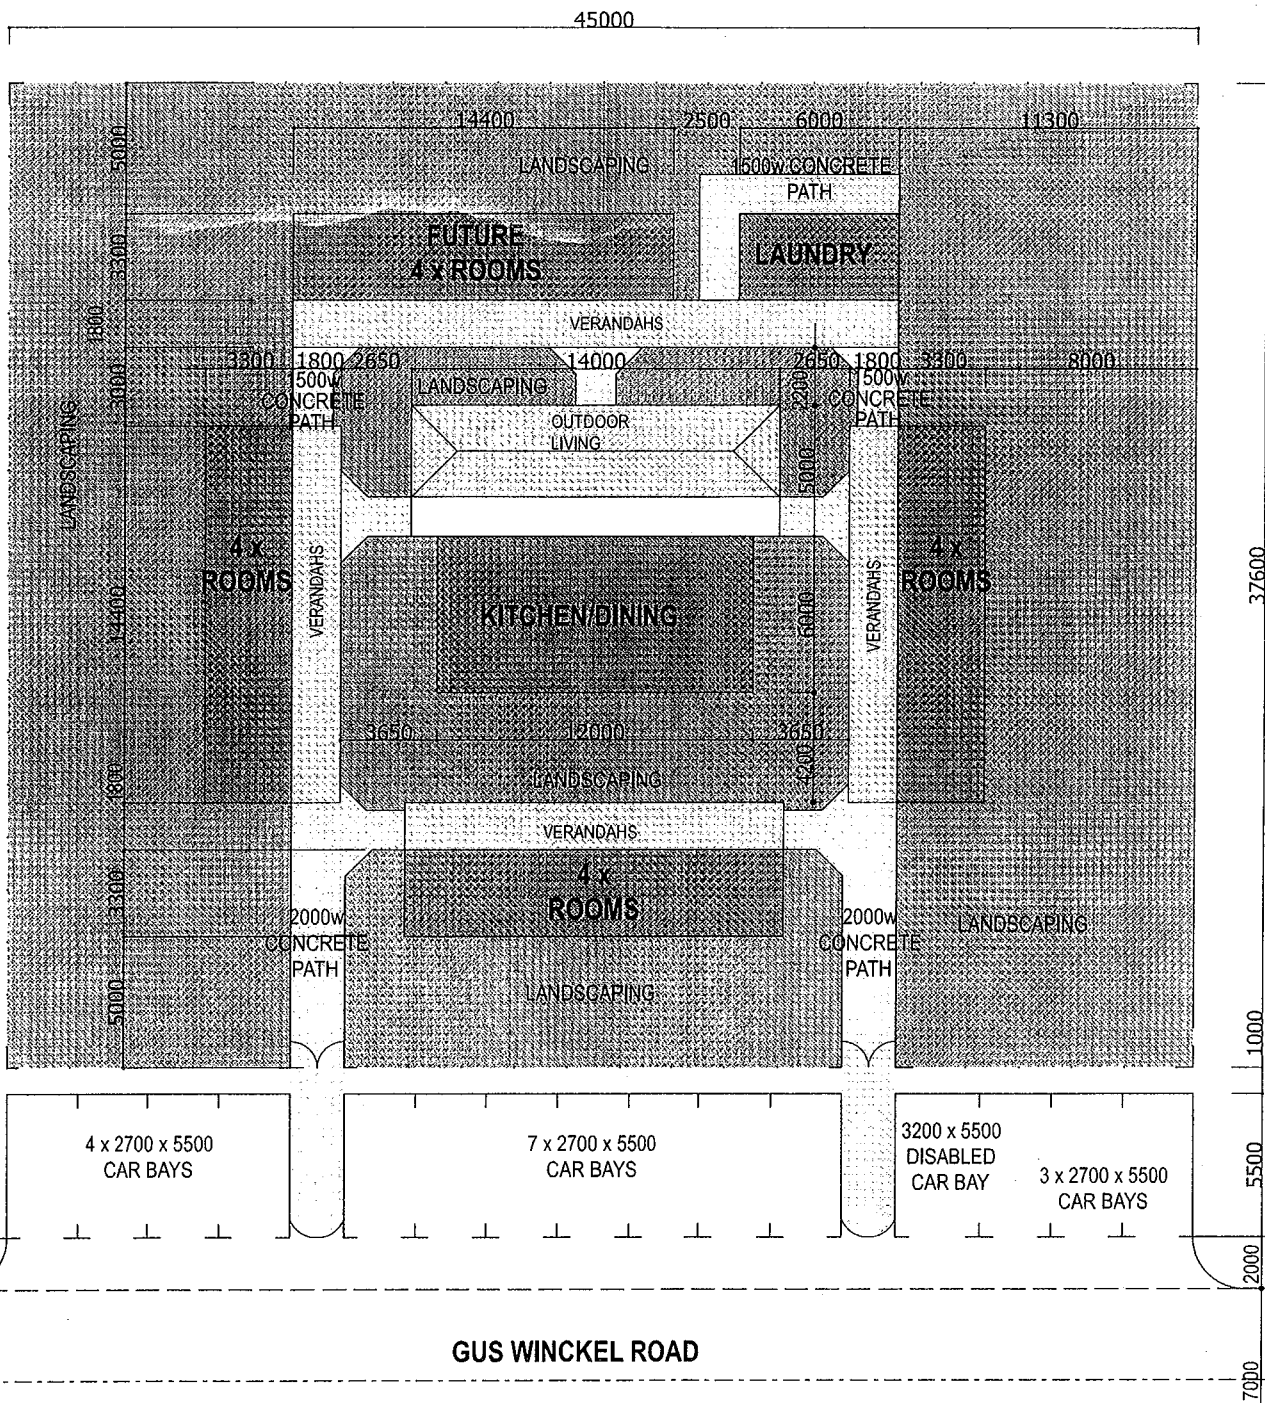 45000
14400
2500
6000
11300
5000
LANDSCAPING
1500w CONCRETE
PATH
FUTURE
4 x ROOMS
LAUNDRY
3300
1800
VERANDAHS
3300
1800
2650
14000
2650
1800
3300
8000
3000
LANDSCAPING
1500w
CONCRETE
PATH
LANDSCAPING
2200
1500w
CONCRETE
PATH
OUTDOOR
LIVING
5000
4 x
ROOMS
VERANDAHS
14400
KITCHEN/DINING
6000
VERANDAHS
4 x
ROOMS
37600
3650
12000
3650
1800
LANDSCAPING
4200
VERANDAHS
3300
4 x
ROOMS
2000w
CONCRETE
PATH
2000w
CONCRETE
PATH
LANDSCAPING
5000
LANDSCAPING
1000
4 x 2700 x 5500
CAR BAYS
7 x 2700 x 5500
CAR BAYS
3200 x 5500
DISABLED
CAR BAY
3 x 2700 x 5500
CAR BAYS
5500
2000
GUS WINCKEL ROAD
7000